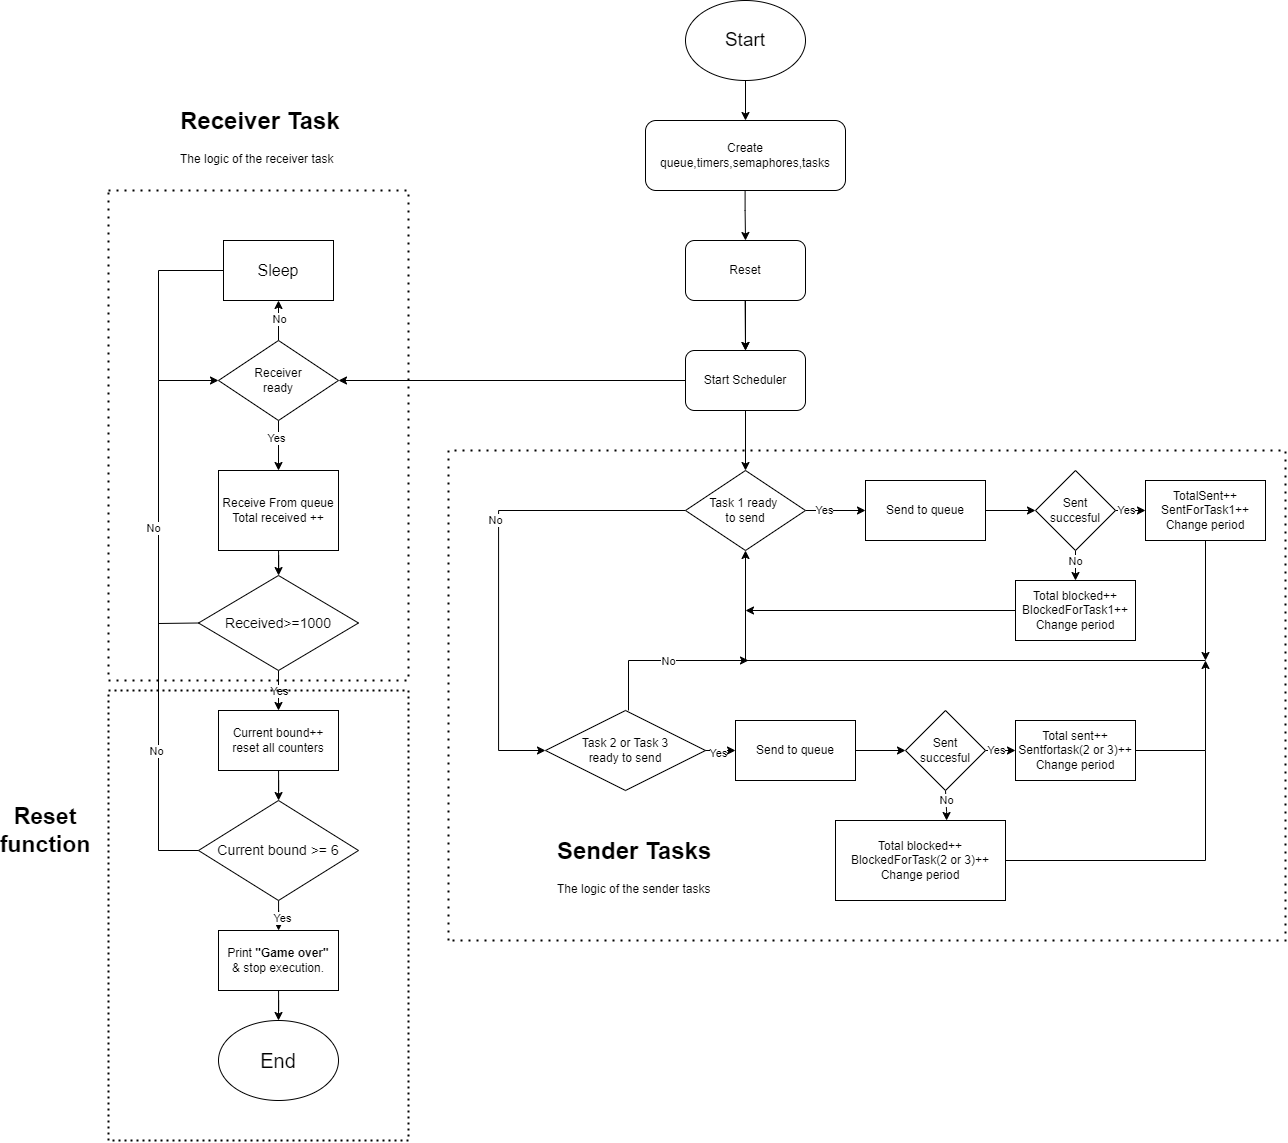 Start
Create
queue,timers,semaphores,tasks
Reset
Start Scheduler
Receiver Task
The logic of the receiver task
Sleep
No
Receiver
ready
Yes
Receive From queue
Total received ++
No
Received>=1000
Yes
Reset
function
Current bound++
reset all counters
No
Current bound >= 6
Yes
Print "Game over"
& stop execution.
End
Task 1 ready
to send
Yes
Send to queue
Sent
succesful
Yes
TotalSent++
SentForTask1++
Change period
No
No
Total blocked++
BlockedForTask1++
Change period
No
Task 2 or Task 3
ready to send
Yes
Send to queue
Sent
succesful
Yes
Total sent++
Sentfortask(2 or 3)++
Change period
No
Total blocked++
BlockedForTask(2 or 3)++
Change period
Sender Tasks
The logic of the sender tasks